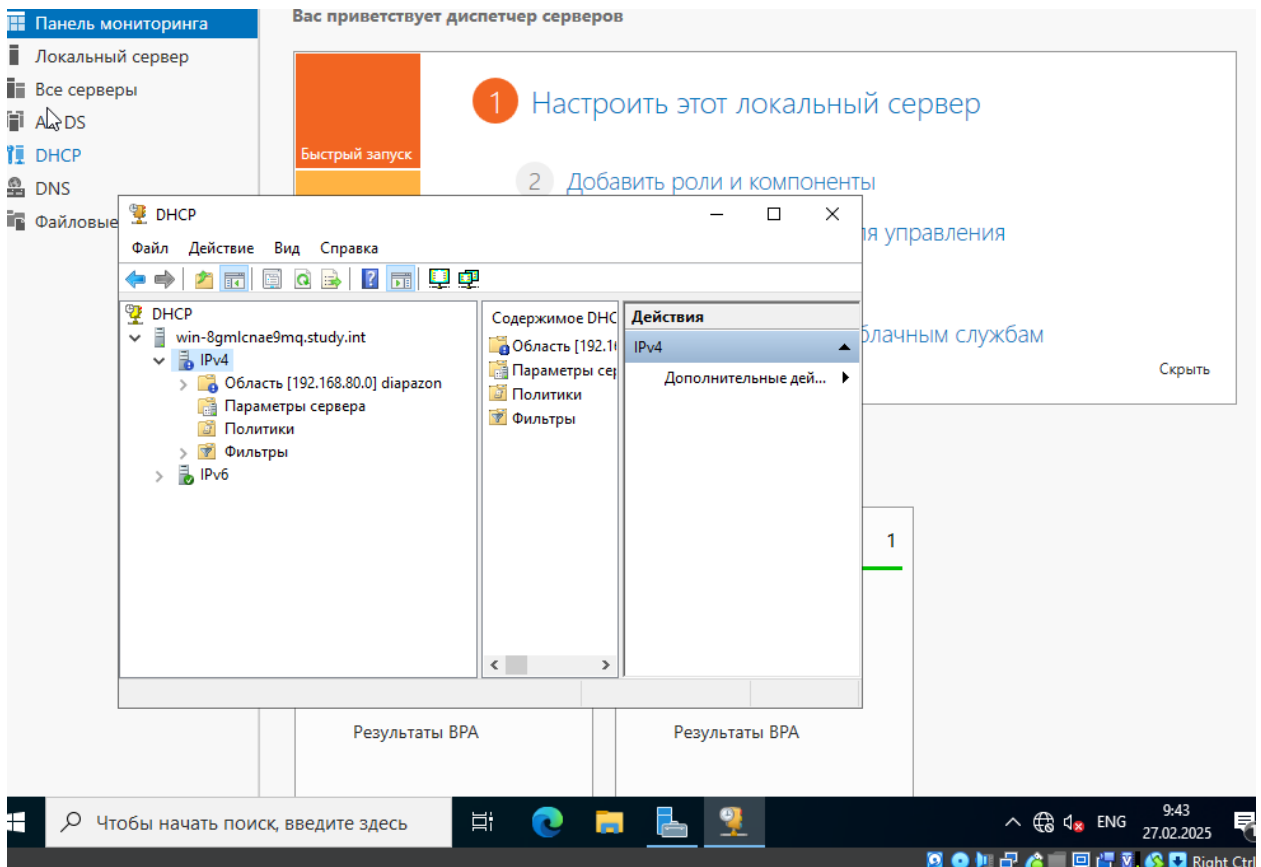 Панель мониторинга
Локальный сервер
Все серверы
AD DS
DHCP
DNS
Файловые
Вас приветствует диспетчер серверов
Быстрый запуск
1 Настроить этот локальный сервер
2 Добавить роли и компоненты
ля управления
блачным службам
Скрыть
DHCP
Файл Действие Вид Справка
DHCP
win-8gmlcnae9mq.study.int
IPv4
Область [192.168.80.0] diapazon
Параметры сервера
Политики
Фильтры
IPv6
Содержимое DHC
Область [192.1
Параметры сер
Политики
Фильтры
Действия
IPv4
Дополнительные дей...
1
Результаты BPA
Результаты BPA
Чтобы начать поиск, введите здесь
ENG
9:43
27.02.2025
Right Ctrl